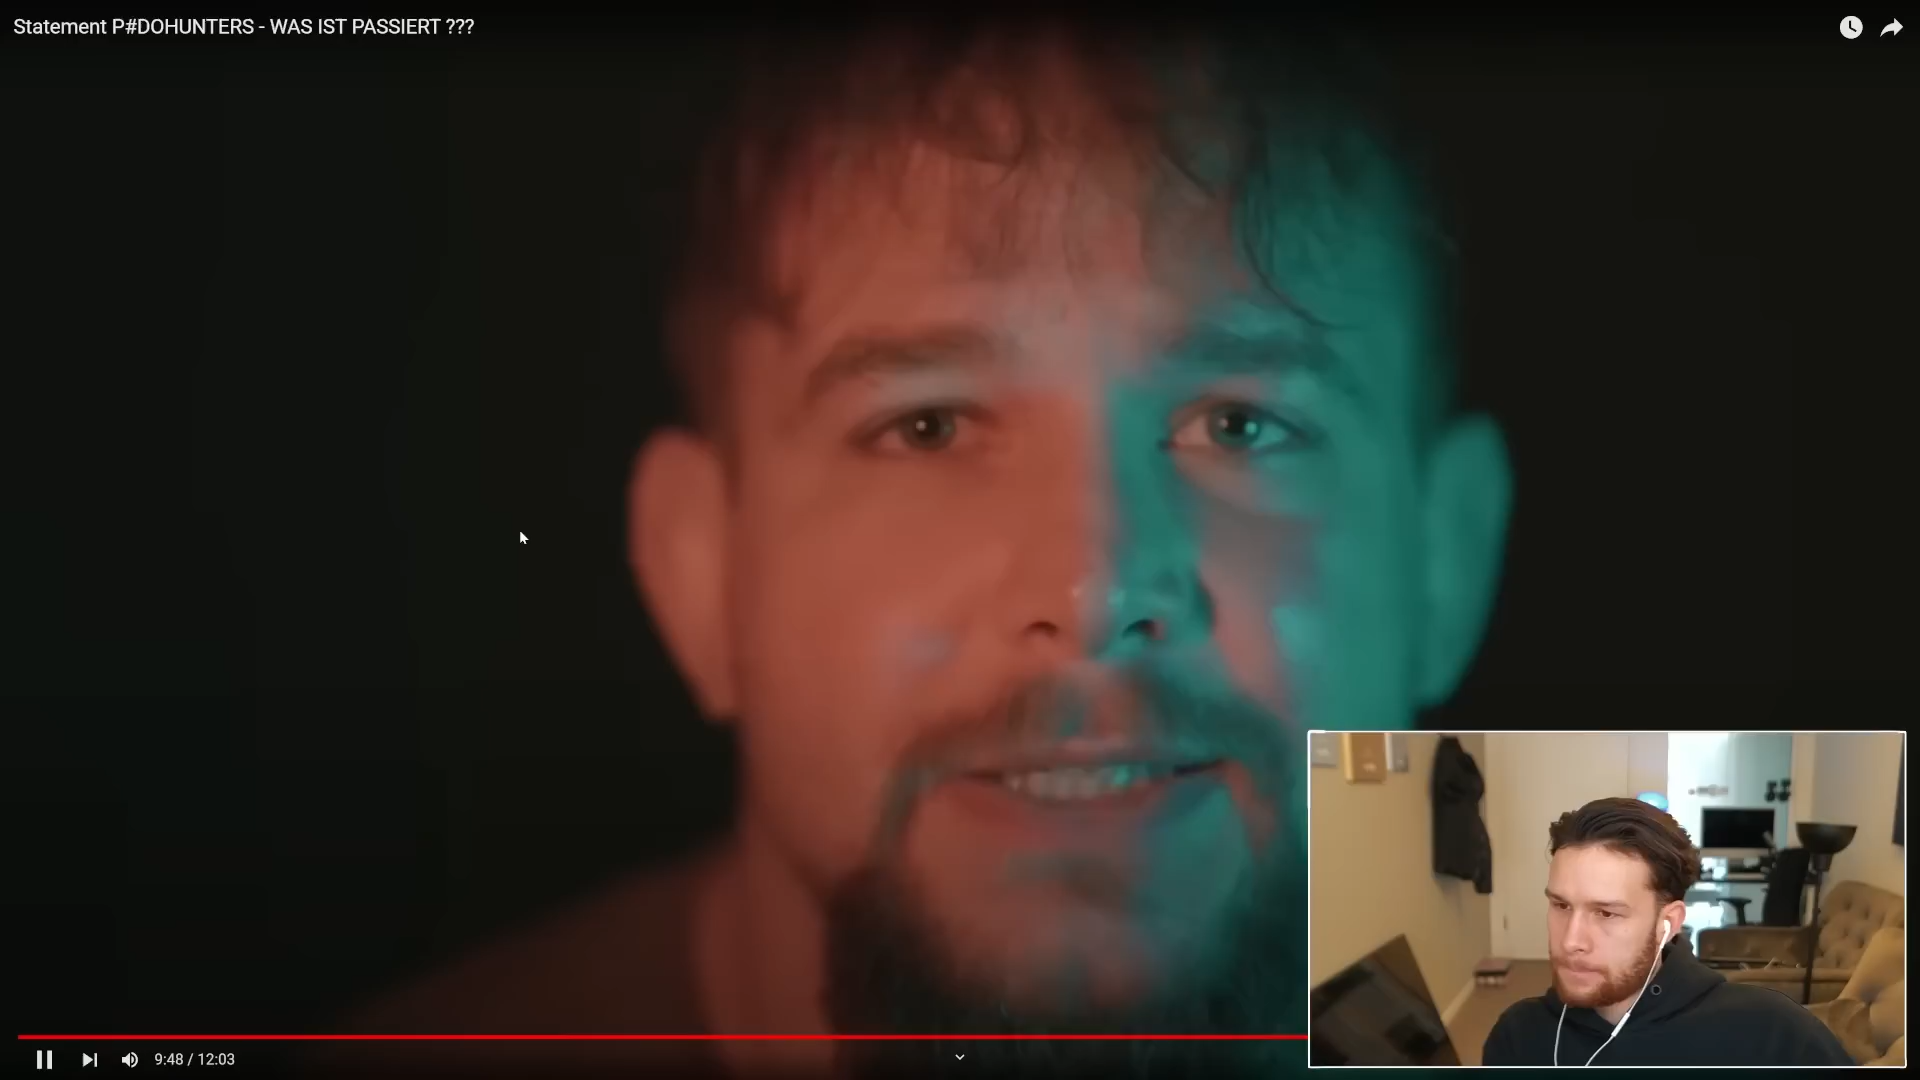 Statement P#DOHUNTERS - WAS IST PASSIERT ???
9:48 / 12:03